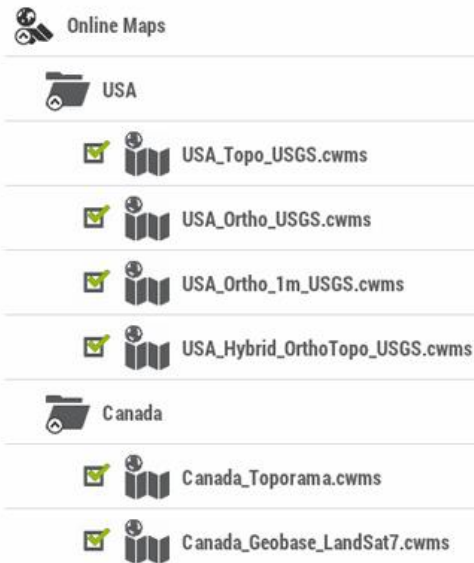 Online Maps
USA
USA_Topo_USGS.cwms
USA_Ortho_USGS.cwms
USA_Ortho_1m_USGS.cwms
USA_Hybrid_OrthoTopo_USGS.cwms
Canada
Canada_Toporama.cwms
Canada_Geobase_LandSat7.cwms